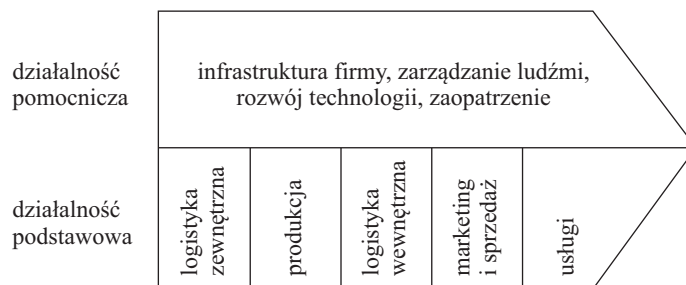 działalność
pomocnicza
infrastruktura firmy, zarządzanie ludźmi,
rozwój technologii, zaopatrzenie
działalność
podstawowa
logistyka
zewnętrzna
produkcja
logistyka
wewnętrzna
marketing
i sprzedaż
usługi